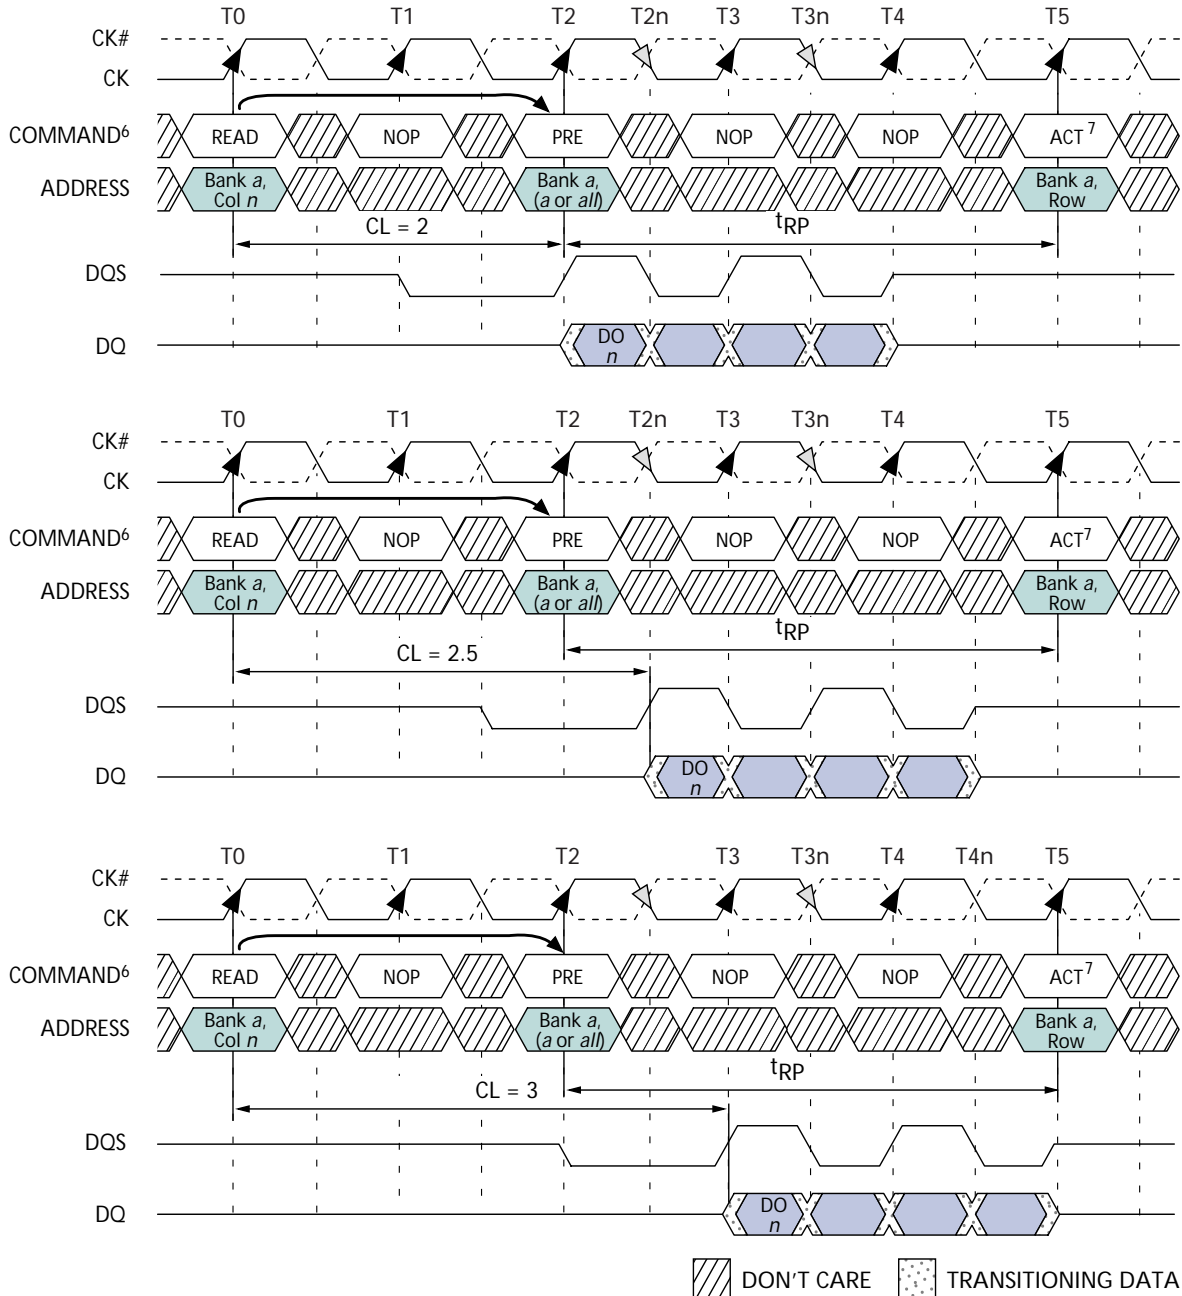 T0 T1 T2 T2n T3 T3n T4 T5
CK#
CK
COMMAND6 READ NOP PRE NOP NOP ACT7
ADDRESS Bank a, Col n Bank a, (a or all) Bank a, Row
CL = 2 tRP
DQS
DQ DO n
T0 T1 T2 T2n T3 T3n T4 T5
CK#
CK
COMMAND6 READ NOP PRE NOP NOP ACT7
ADDRESS Bank a, Col n Bank a, (a or all) Bank a, Row
CL = 2.5 tRP
DQS
DQ DO n
T0 T1 T2 T3 T3n T4 T4n T5
CK#
CK
COMMAND6 READ NOP PRE NOP NOP ACT7
ADDRESS Bank a, Col n Bank a, (a or all) Bank a, Row
CL = 3 tRP
DQS
DQ DO n
DON'T CARE TRANSITIONING DATA